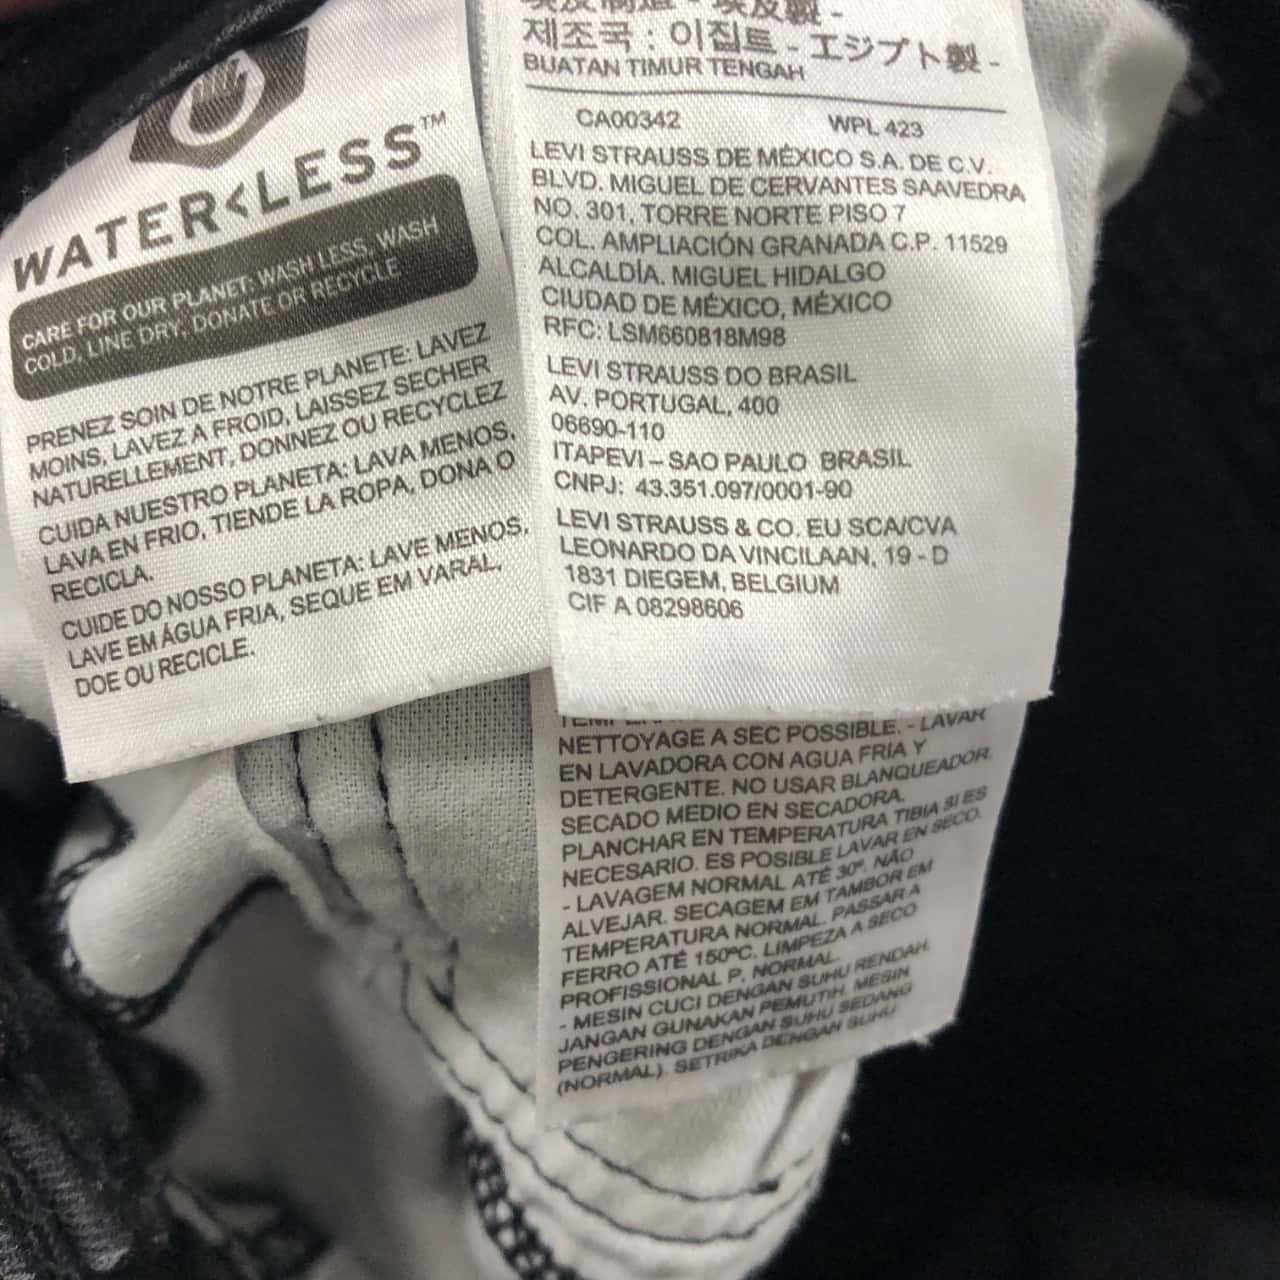 WATER<LESS™
CARE FOR OUR PLANET: WASH LESS, WASH
COLD, LINE DRY, DONATE OR RECYCLE
PRENEZ SOIN DE NOTRE PLANETE: LAVEZ
MOINS, LAVEZ A FROID, LAISSEZ SECHER
NATURELLEMENT, DONNEZ OU RECYCLEZ
CUIDA NUESTRO PLANETA: LAVA MENOS,
LAVA EN FRIO, TIENDE LA ROPA, DONA O
RECICLA.
CUIDE DO NOSSO PLANETA: LAVE MENOS,
LAVE EM ÁGUA FRIA, SEQUE EM VARAL,
DOE OU RECICLE.
제조국 : 이집트 - エジプト製 -
BUATAN TIMUR TENGAH
CA00342 WPL 423
LEVI STRAUSS DE MÉXICO S.A. DE C.V.
BLVD. MIGUEL DE CERVANTES SAAVEDRA
NO. 301, TORRE NORTE PISO 7
COL. AMPLIACIÓN GRANADA C.P. 11529
ALCALDÍA. MIGUEL HIDALGO
CIUDAD DE MÉXICO, MÉXICO
RFC: LSM660818M98
LEVI STRAUSS DO BRASIL
AV. PORTUGAL, 400
06690-110
ITAPEVI – SAO PAULO BRASIL
CNPJ: 43.351.097/0001-90
LEVI STRAUSS & CO. EU SCA/CVA
LEONARDO DA VINCILAAN, 19 - D
1831 DIEGEM, BELGIUM
CIF A 08298606
NETTOYAGE A SEC POSSIBLE. - LAVAR
EN LAVADORA CON AGUA FRIA Y
DETERGENTE. NO USAR BLANQUEADOR.
SECADO MEDIO EN SECADORA.
PLANCHAR EN TEMPERATURA TIBIA SI ES
NECESARIO. ES POSIBLE LAVAR EN SECO.
- LAVAGEM NORMAL ATÉ 30º. NÃO
ALVEJAR. SECAGEM EM TAMBOR EM
TEMPERATURA NORMAL. PASSAR A
FERRO ATÉ 150ºC. LIMPEZA A SECO
PROFISSIONAL P, NORMAL.
- MESIN CUCI DENGAN SUHU RENDAH.
JANGAN GUNAKAN PEMUTIH. MESIN
PENGERING DENGAN SUHU SEDANG
(NORMAL). SETRIKA DENGAN SUHU